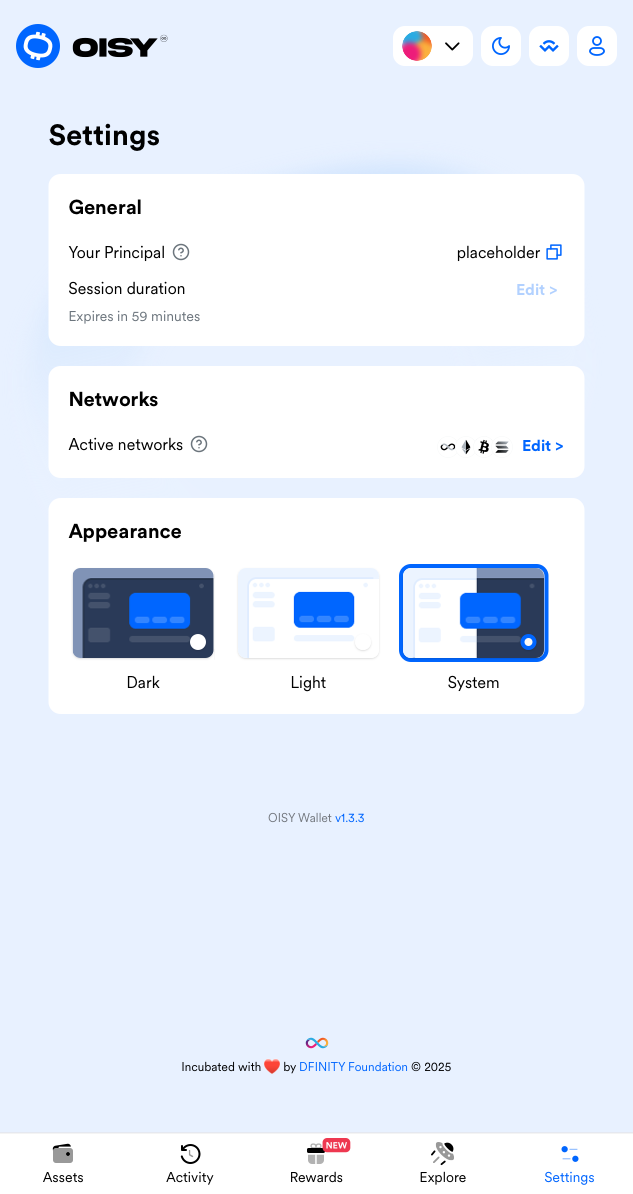 OISY
Settings
General
Your Principal
placeholder
Session duration
Edit >
Expires in 59 minutes
Networks
Active networks
Edit >
Appearance
Dark
Light
System
OISY Wallet v1.3.3
Incubated with ❤️ by DFINITY Foundation © 2025
NEW
Assets
Activity
Rewards
Explore
Settings